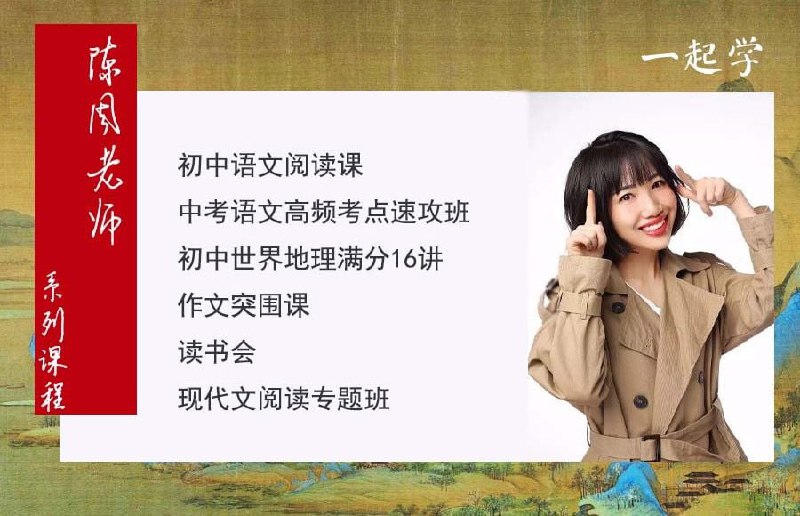 陈周老师
系列课程
一起学
初中语文阅读课
中考语文高频考点速攻班
初中世界地理满分16讲
作文突围课
读书会
现代文阅读专题班